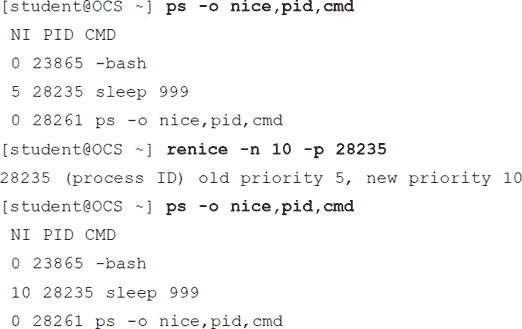 [student@OCS ~] ps -o nice,pid,cmd
NI PID CMD
0 23865 -bash
5 28235 sleep 999
0 28261 ps -o nice,pid,cmd
[student@OCS ~] renice -n 10 -p 28235
28235 (process ID) old priority 5, new priority 10
[student@OCS ~] ps -o nice,pid,cmd
NI PID CMD
0 23865 -bash
10 28235 sleep 999
0 28261 ps -o nice,pid,cmd